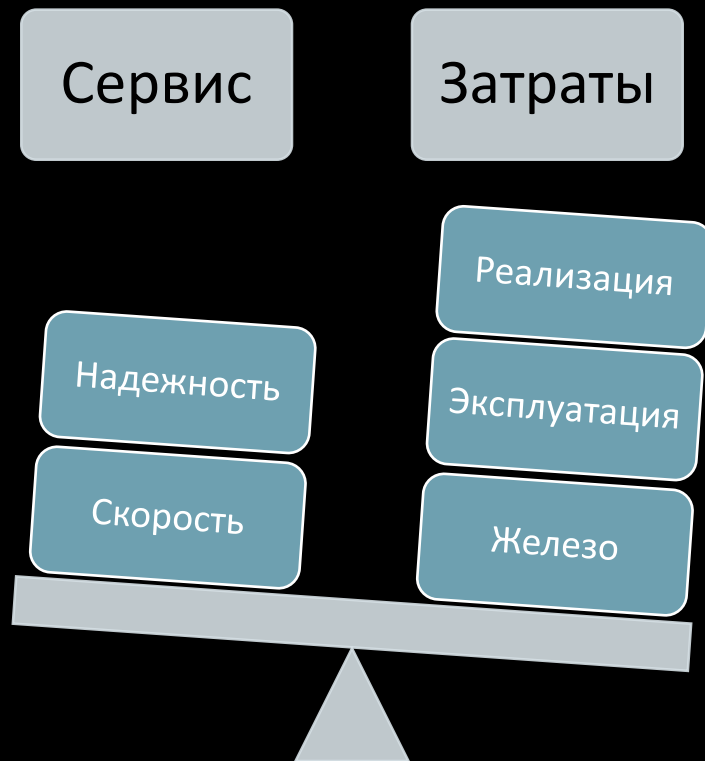 Сервис
Затраты
Реализация
Надежность
Эксплуатация
Скорость
Железо